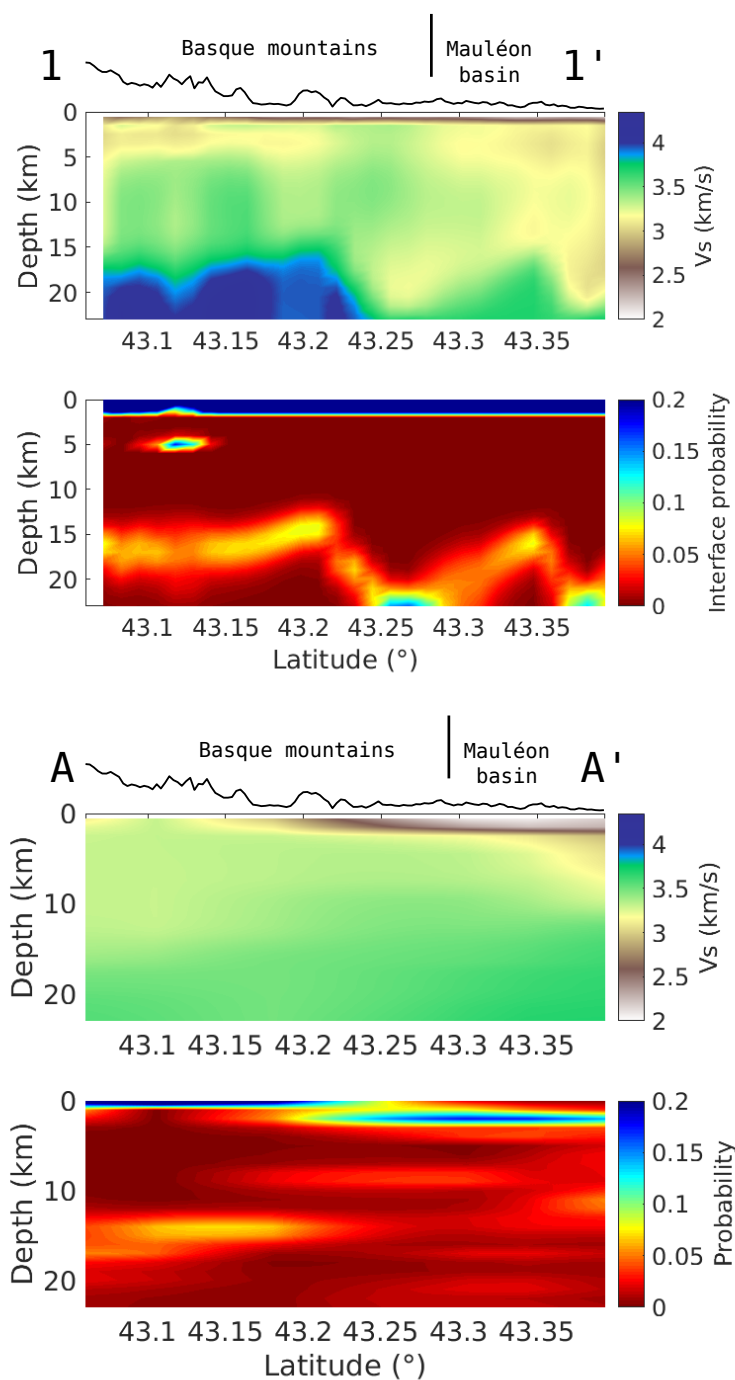 Basque mountains
Mauléon
basin
1
1'
0
5
10
15
20
Depth (km)
43.1 43.15 43.2 43.25 43.3 43.35
4
3.5
3
2.5
2
Vs (km/s)
0
5
10
15
20
Depth (km)
43.1 43.15 43.2 43.25 43.3 43.35
Latitude (°)
0.2
0.15
0.1
0.05
0
Interface probability
Basque mountains
Mauléon
basin
A
A'
0
10
20
Depth (km)
43.1 43.15 43.2 43.25 43.3 43.35
4
3.5
3
2.5
2
Vs (km/s)
0
10
20
Depth (km)
43.1 43.15 43.2 43.25 43.3 43.35
Latitude (°)
0.2
0.15
0.1
0.05
0
Probability